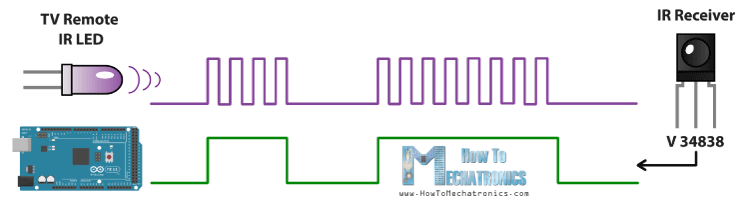 TV Remote
IR LED
IR Receiver
V 34838
How To
MECHATRONICS
www.HowToMechatronics.com